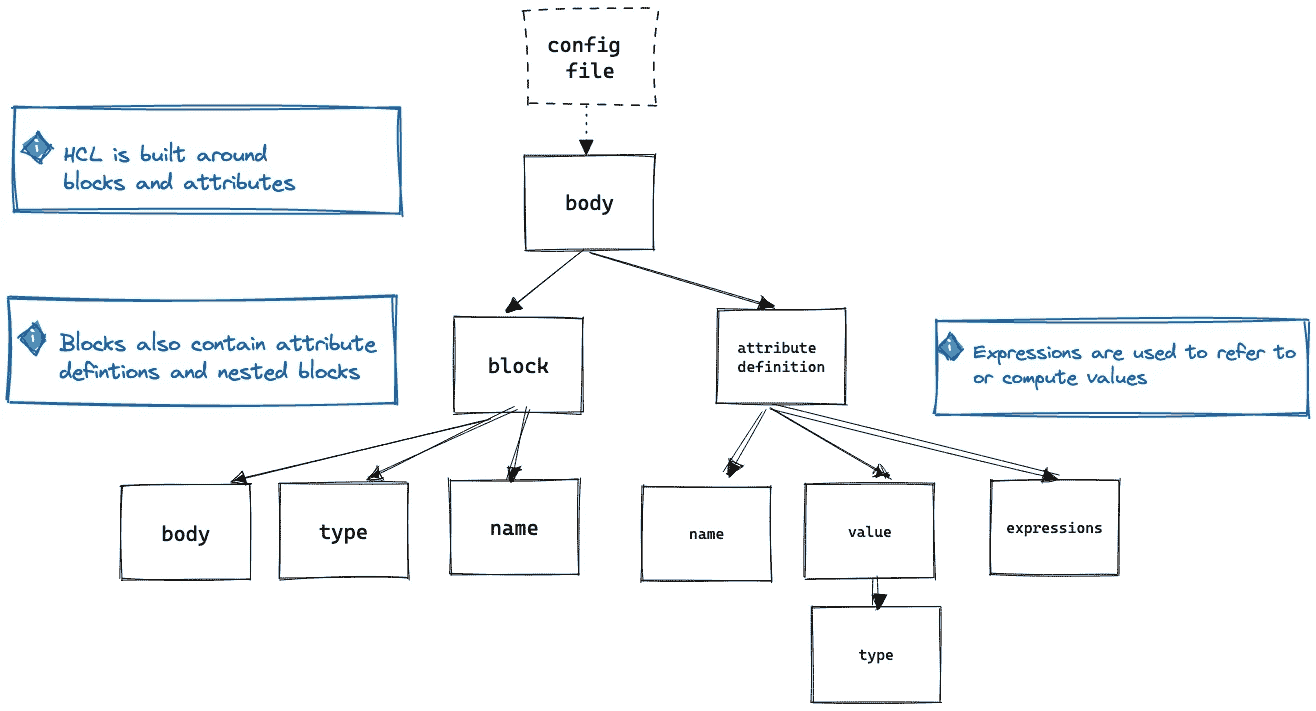 config
file
HCL is built around
blocks and attributes
body
Blocks also contain attribute
defintions and nested blocks
block
attribute
definition
Expressions are used to refer to
or compute values
body
type
name
name
value
expressions
type